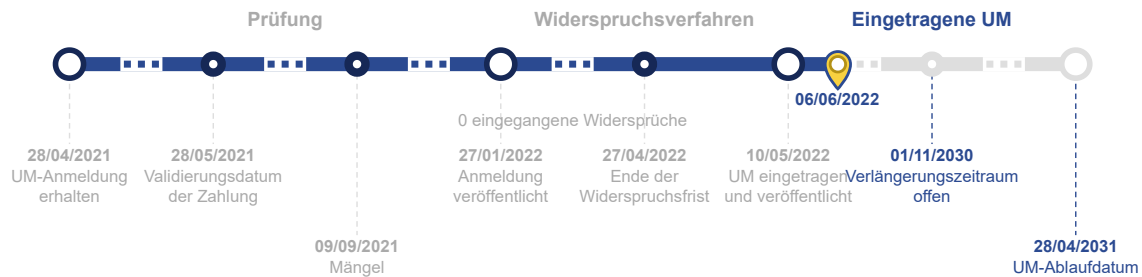 Prüfung
Widerspruchsverfahren
Eingetragene UM
06/06/2022
0 eingegangene Widersprüche
28/04/2021
UM-Anmeldung
erhalten
28/05/2021
Validierungsdatum
der Zahlung
09/09/2021
Mängel
27/01/2022
Anmeldung
veröffentlicht
27/04/2022
Ende der
Widerspruchsfrist
10/05/2022
UM eingetragen
und veröffentlicht
01/11/2030
Verlängerungszeitraum
offen
28/04/2031
UM-Ablaufdatum